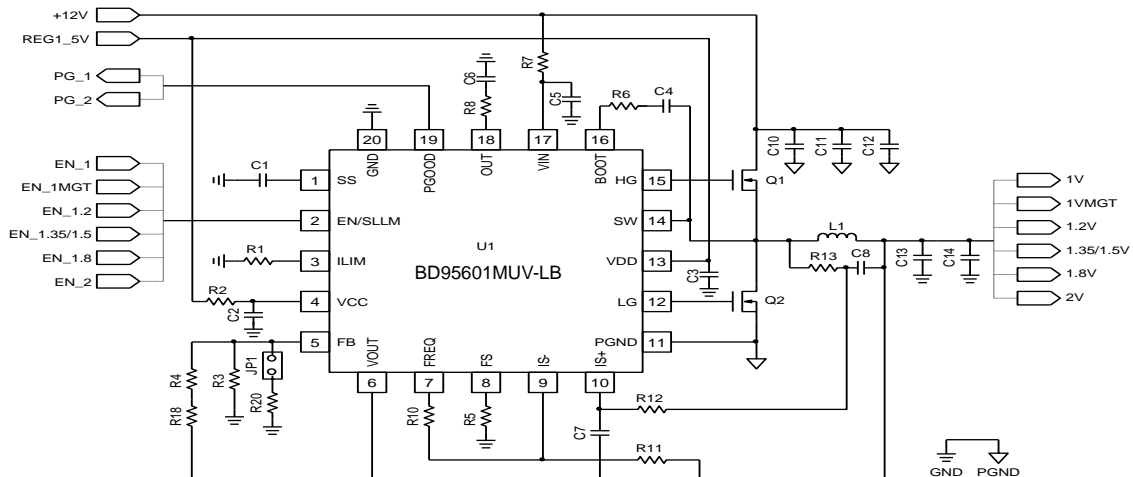 +12V
REG1_5V
PG_1
PG_2
EN_1
EN_1MGT
EN_1.2
EN_1.35/1.5
EN_1.8
EN_2
C1
R1
R2
C2
R4
R18
R3
JP1
R20
R10
R5
C7
R12
R11
C6
R8
R7
C5
R6
C4
C10
C11
C12
Q1
Q2
L1
R13
C8
C3
C13
C14
20
19
18
17
16
GND
PGOOD
OUT
VIN
BOOT
1
SS
2
EN/SLLM
3
ILIM
4
VCC
5
FB
U1
BD95601MUV-LB
HG
15
SW
14
VDD
13
LG
12
PGND
11
VOUT
FREQ
FS
IS-
IS+
6
7
8
9
10
1V
1VMGT
1.2V
1.35/1.5V
1.8V
2V
GND
PGND